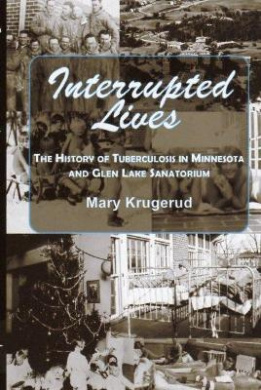 Interrupted
Lives
The History of Tuberculosis in Minnesota
and Glen Lake Sanatorium
Mary Krugerud